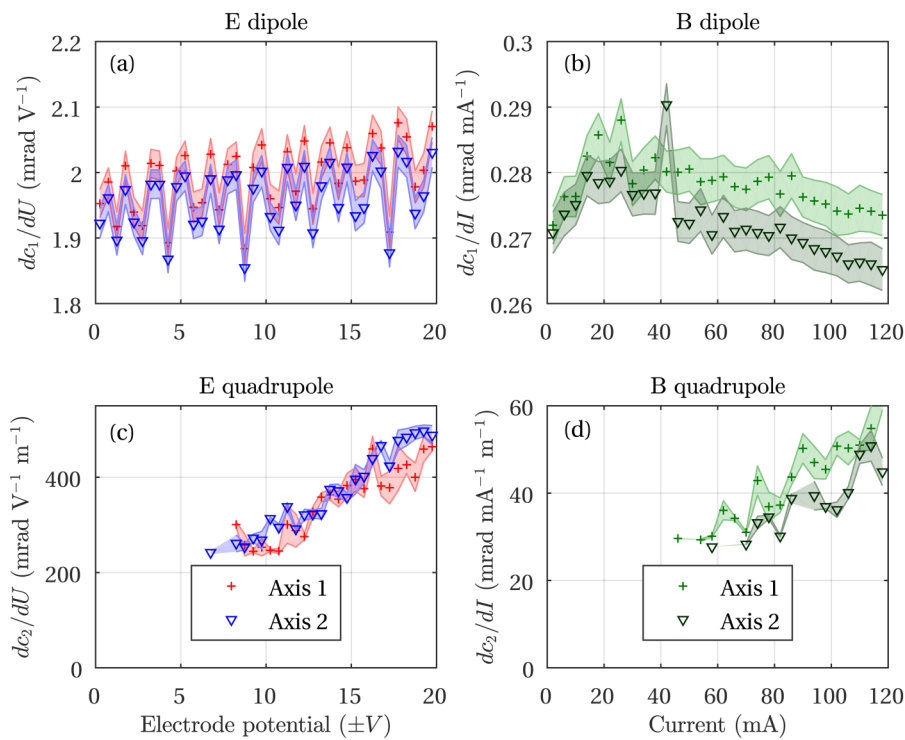 E dipole
B dipole
(a)
(b)
2.2
2.1
2
1.9
1.8
dc₁/dU (mrad V⁻¹)
0 5 10 15 20
0.3
0.29
0.28
0.27
0.26
dc₁/dI (mrad mA⁻¹)
0 20 40 60 80 100 120
E quadrupole
B quadrupole
(c)
(d)
400
200
0
dc₂/dU (mrad V⁻¹ m⁻¹)
Axis 1
Axis 2
0 5 10 15 20
Electrode potential (±V)
60
40
20
0
dc₂/dI (mrad mA⁻¹ m⁻¹)
Axis 1
Axis 2
0 20 40 60 80 100 120
Current (mA)